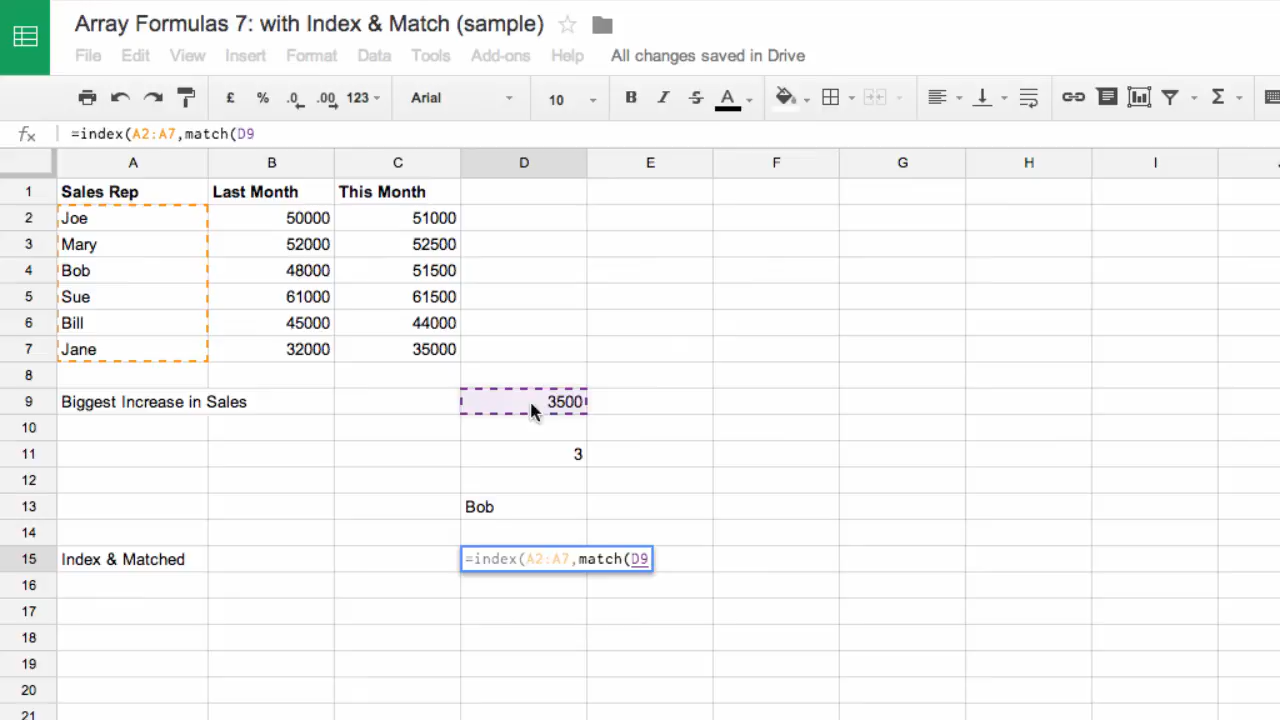 Array Formulas 7: with Index & Match (sample)
File Edit View Insert Format Data Tools Add-ons Help All changes saved in Drive
£ % .0 .00 123 Arial 10 B I S A Σ
fx =index(A2:A7,match(D9
A B C D E F G H I
1 Sales Rep Last Month This Month
2 Joe 50000 51000
3 Mary 52000 52500
4 Bob 48000 51500
5 Sue 61000 61500
6 Bill 45000 44000
7 Jane 32000 35000
8
9 Biggest Increase in Sales 3500
10
11 3
12
13 Bob
14
15 Index & Matched =index(A2:A7,match(D9
16
17
18
19
20
21